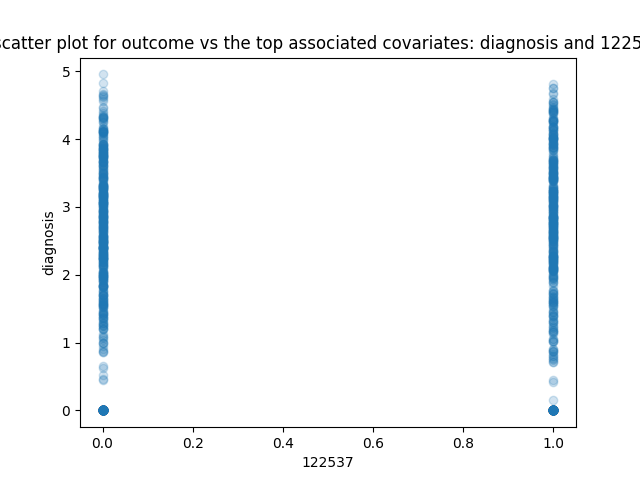 scatter plot for outcome vs the top associated covariates: diagnosis and 1225
5
4
3
2
1
0
diagnosis
0.0 0.2 0.4 0.6 0.8 1.0
122537